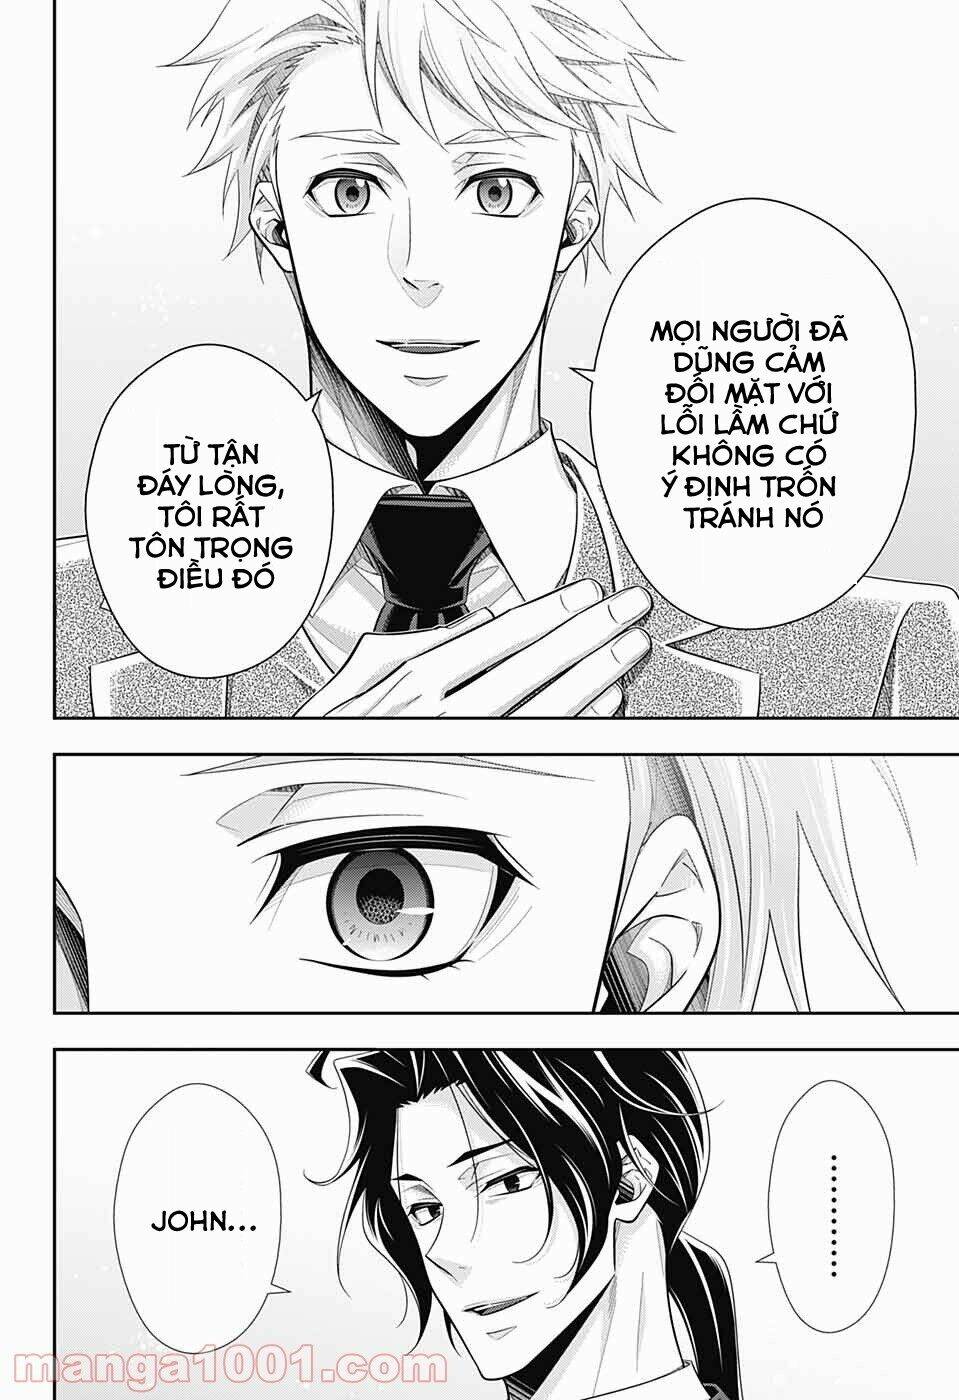 MỌI NGƯỜI ĐÃ
DŨNG CẢM
ĐỐI MẶT VỚI
LỖI LẦM CHỨ
KHÔNG CÓ
Ý ĐỊNH TRỐN
TRÁNH NÓ
TỪ TẬN
ĐÁY LÒNG,
TÔI RẤT
TÔN TRỌNG
ĐIỀU ĐÓ
..........
JOHN...
manga1001.com